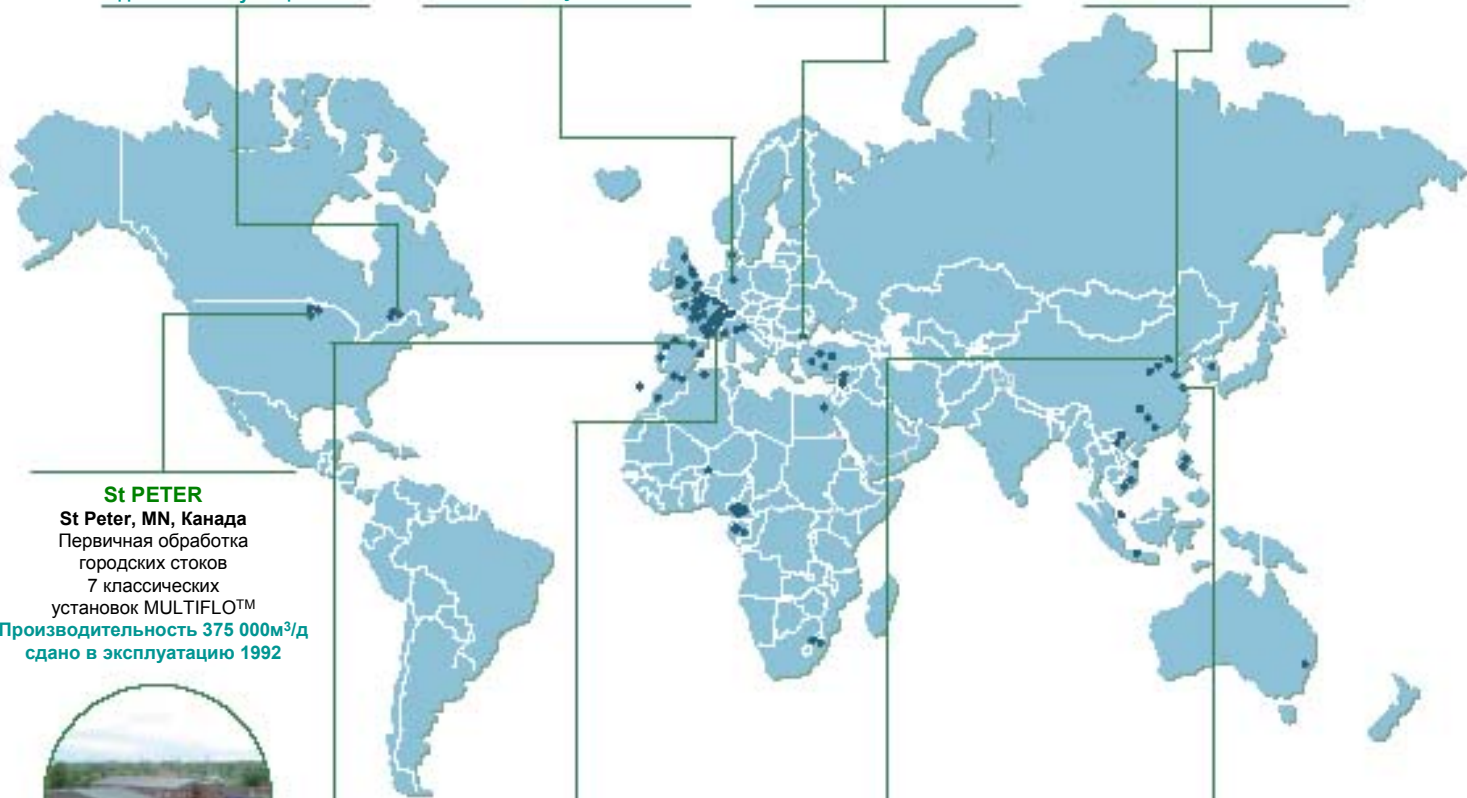 St PETER
St Peter, MN, Канада
Первичная обработка
городских стоков
7 классических
установок MULTIFLO™
Производительность 375 000м³/д
сдано в эксплуатацию 1992